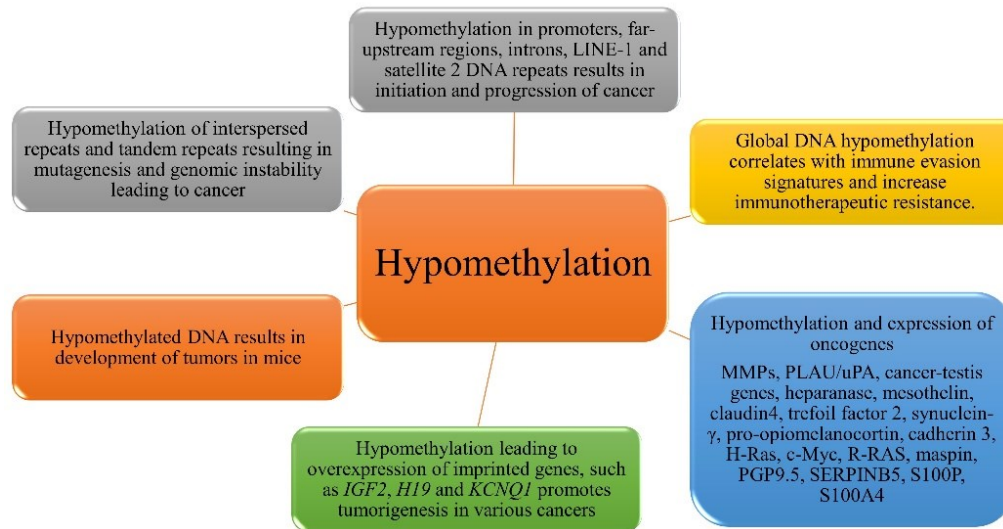 Hypomethylation in promoters, far-
upstream regions, introns, LINE-1 and
satellite 2 DNA repeats results in
initiation and progression of cancer
Hypomethylation of interspersed
repeats and tandem repeats resulting in
mutagenesis and genomic instability
leading to cancer
Global DNA hypomethylation
correlates with immune evasion
signatures and increase
immunotherapeutic resistance.
Hypomethylation
Hypomethylated DNA results in
development of tumors in mice
Hypomethylation and expression of
oncogenes
MMPs, PLAU/uPA, cancer-testis
genes, heparanase, mesothelin,
claudin4, trefoil factor 2, synuclein-
γ, pro-opiomelanocortin, cadherin 3,
H-Ras, c-Myc, R-RAS, maspin,
PGP9.5, SERPINB5, S100P,
S100A4
Hypomethylation leading to
overexpression of imprinted genes, such
as IGF2, H19 and KCNQ1 promotes
tumorigenesis in various cancers